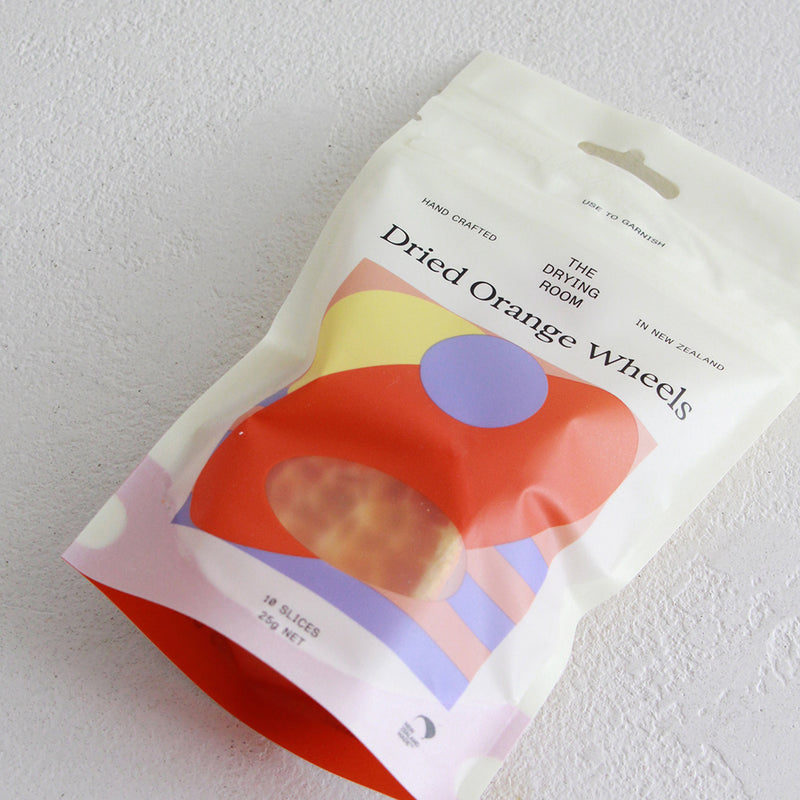 HAND CRAFTED
USE TO GARNISH
THE
DRYING
ROOM
IN NEW ZEALAND
Dried Orange Wheels
10 SLICES
25g NET